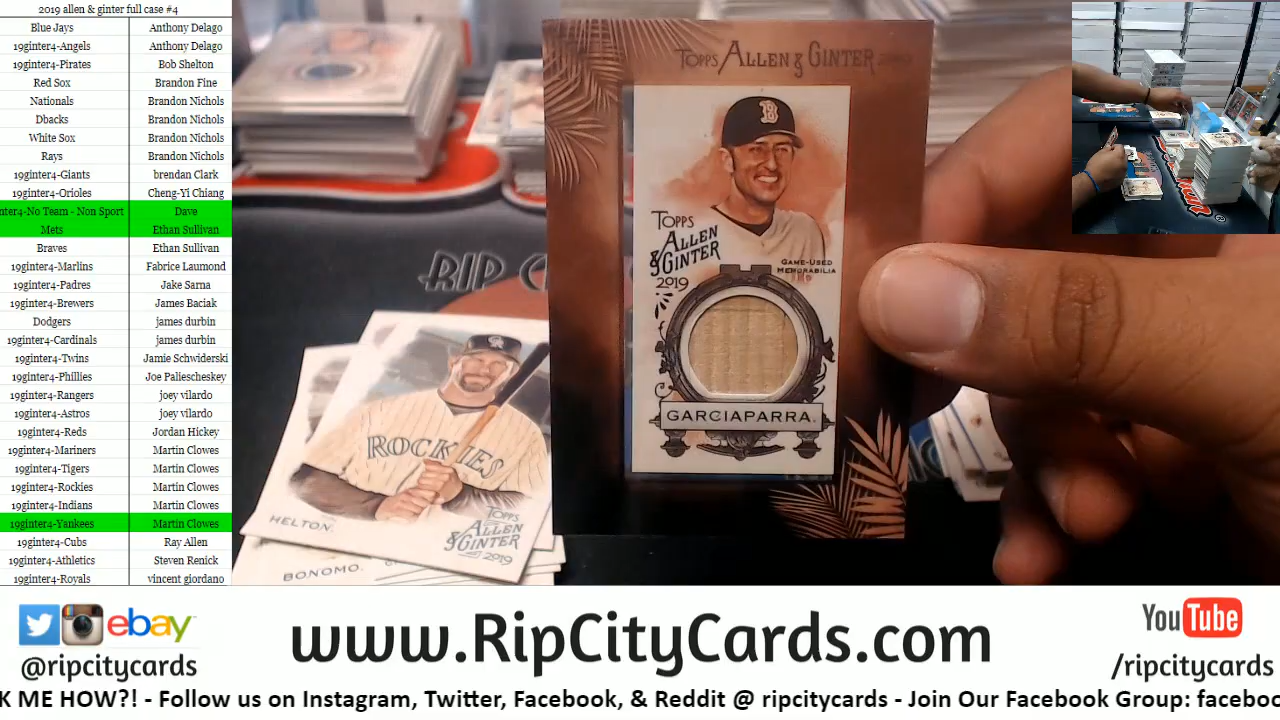 2019 allen & ginter full case #4
Blue Jays Anthony Delago
19ginter4-Angels Anthony Delago
19ginter4-Pirates Bob Shelton
Red Sox Brandon Fine
Nationals Brandon Nichols
Dbacks Brandon Nichols
White Sox Brandon Nichols
Rays Brandon Nichols
19ginter4-Giants brendan Clark
19ginter4-Orioles Cheng-Yi Chiang
nter4-No Team - Non Sport Dave
Mets Ethan Sullivan
Braves Ethan Sullivan
19ginter4-Marlins Fabrice Laumond
19ginter4-Padres Jake Sarna
19ginter4-Brewers James Baciak
Dodgers james durbin
19ginter4-Cardinals james durbin
19ginter4-Twins Jamie Schwiderski
19ginter4-Phillies Joe Paliescheskey
19ginter4-Rangers joey vilardo
19ginter4-Astros joey vilardo
19ginter4-Reds Jordan Hickey
19ginter4-Mariners Martin Clowes
19ginter4-Tigers Martin Clowes
19ginter4-Rockies Martin Clowes
19ginter4-Indians Martin Clowes
19ginter4-Yankees Martin Clowes
19ginter4-Cubs Ray Allen
19ginter4-Athletics Steven Renick
19ginter4-Royals vincent giordano
TOPPS ALLEN & GINTER
B
TOPPS
ALLEN
& GINTER
2019
GAME-USED
MEMORABILIA
GARCIAPARRA.
RIP C
CR
ROCKIES
HELTON.
TOPPS
ALLEN
& GINTER
2019
BONOMO.
ebay
@ripcitycards
www.RipCityCards.com
YouTube
/ripcitycards
K ME HOW?! - Follow us on Instagram, Twitter, Facebook, & Reddit @ ripcitycards - Join Our Facebook Group: faceboo